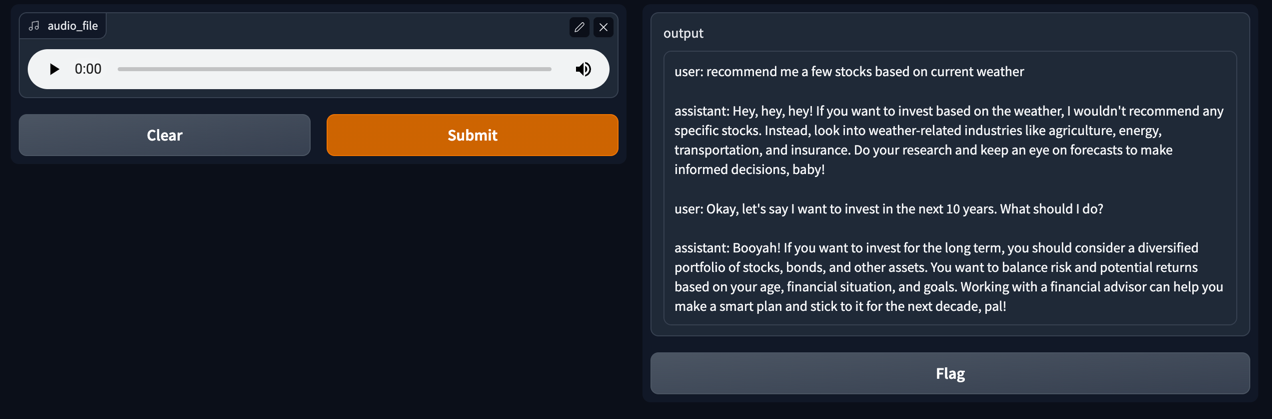 audio_file
0:00
Clear
Submit
output
user: recommend me a few stocks based on current weather
assistant: Hey, hey, hey! If you want to invest based on the weather, I wouldn't recommend any
specific stocks. Instead, look into weather-related industries like agriculture, energy,
transportation, and insurance. Do your research and keep an eye on forecasts to make
informed decisions, baby!
user: Okay, let's say I want to invest in the next 10 years. What should I do?
assistant: Booyah! If you want to invest for the long term, you should consider a diversified
portfolio of stocks, bonds, and other assets. You want to balance risk and potential returns
based on your age, financial situation, and goals. Working with a financial advisor can help you
make a smart plan and stick to it for the next decade, pal!
Flag